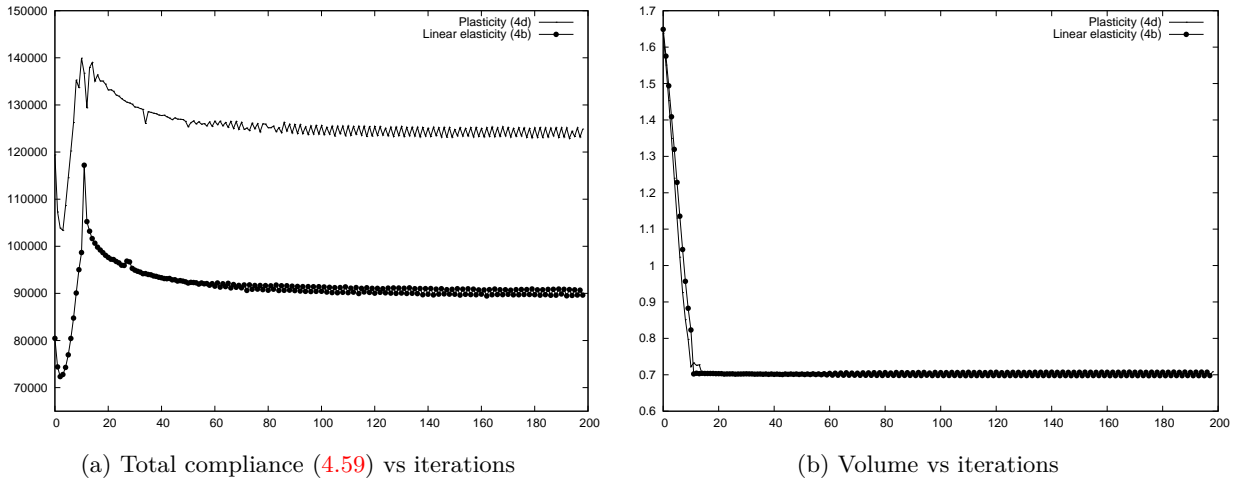 150000
140000
130000
120000
110000
100000
90000
80000
70000
0 20 40 60 80 100 120 140 160 180 200
Plasticity (4d)
Linear elasticity (4b)
(a) Total compliance (4.59) vs iterations
1.7
1.6
1.5
1.4
1.3
1.2
1.1
1
0.9
0.8
0.7
0.6
0 20 40 60 80 100 120 140 160 180 200
Plasticity (4d)
Linear elasticity (4b)
(b) Volume vs iterations